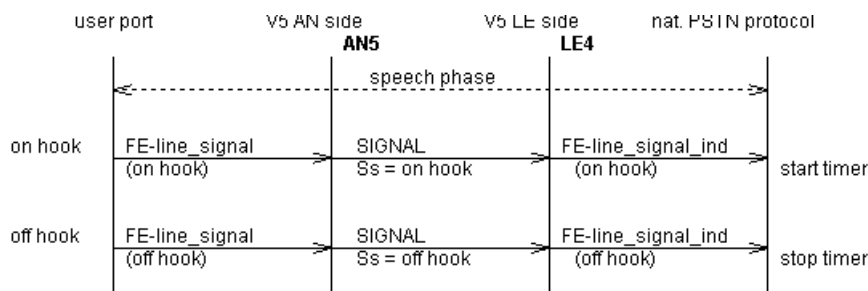 user port V5 AN side V5 LE side nat. PSTN protocol
AN5 LE4
speech phase
on hook FE-line_signal SIGNAL FE-line_signal_ind
(on hook) Ss = on hook (on hook) start timer
off hook FE-line_signal SIGNAL FE-line_signal_ind
(off hook) Ss = off hook (off hook) stop timer